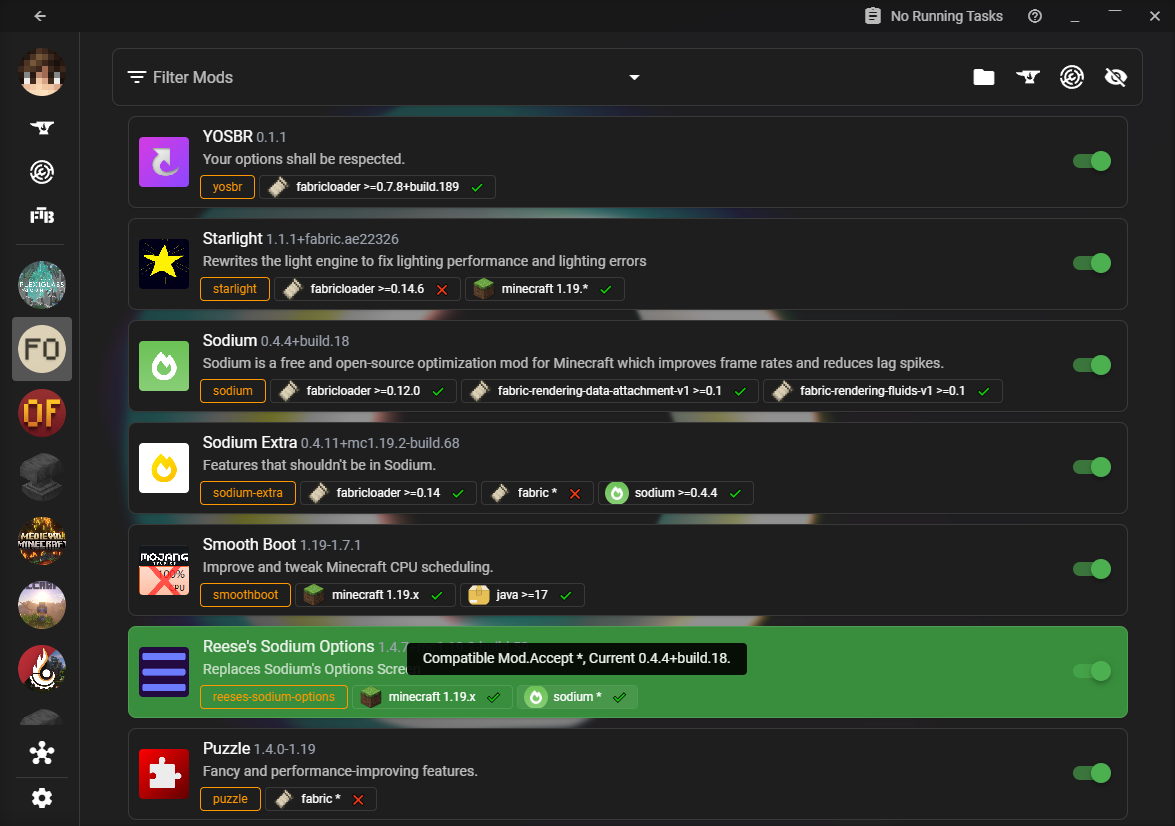 No Running Tasks
Filter Mods
YOSBR 0.1.1
Your options shall be respected.
yosbr fabricloader >=0.7.8+build.189
Starlight 1.1.1+fabric.ae22326
Rewrites the light engine to fix lighting performance and lighting errors
starlight fabricloader >=0.14.6 minecraft 1.19.*
Sodium 0.4.4+build.18
Sodium is a free and open-source optimization mod for Minecraft which improves frame rates and reduces lag spikes.
sodium fabricloader >=0.12.0 fabric-rendering-data-attachment-v1 >=0.1 fabric-rendering-fluids-v1 >=0.1
Sodium Extra 0.4.11+mc1.19.2-build.68
Features that shouldn't be in Sodium.
sodium-extra fabricloader >=0.14 fabric * sodium >=0.4.4
Smooth Boot 1.19-1.7.1
Improve and tweak Minecraft CPU scheduling.
smoothboot minecraft 1.19.x java >=17
Reese's Sodium Options 1.4.7
Compatible Mod.Accept *, Current 0.4.4+build.18.
Replaces Sodium's Options Scree
reeses-sodium-options minecraft 1.19.x sodium *
Puzzle 1.4.0-1.19
Fancy and performance-improving features.
puzzle fabric *
FTB
PLEXIGLASS
FO
OF
MEDIEVAL
MINECRAFT
MOJANG
100%
CPU